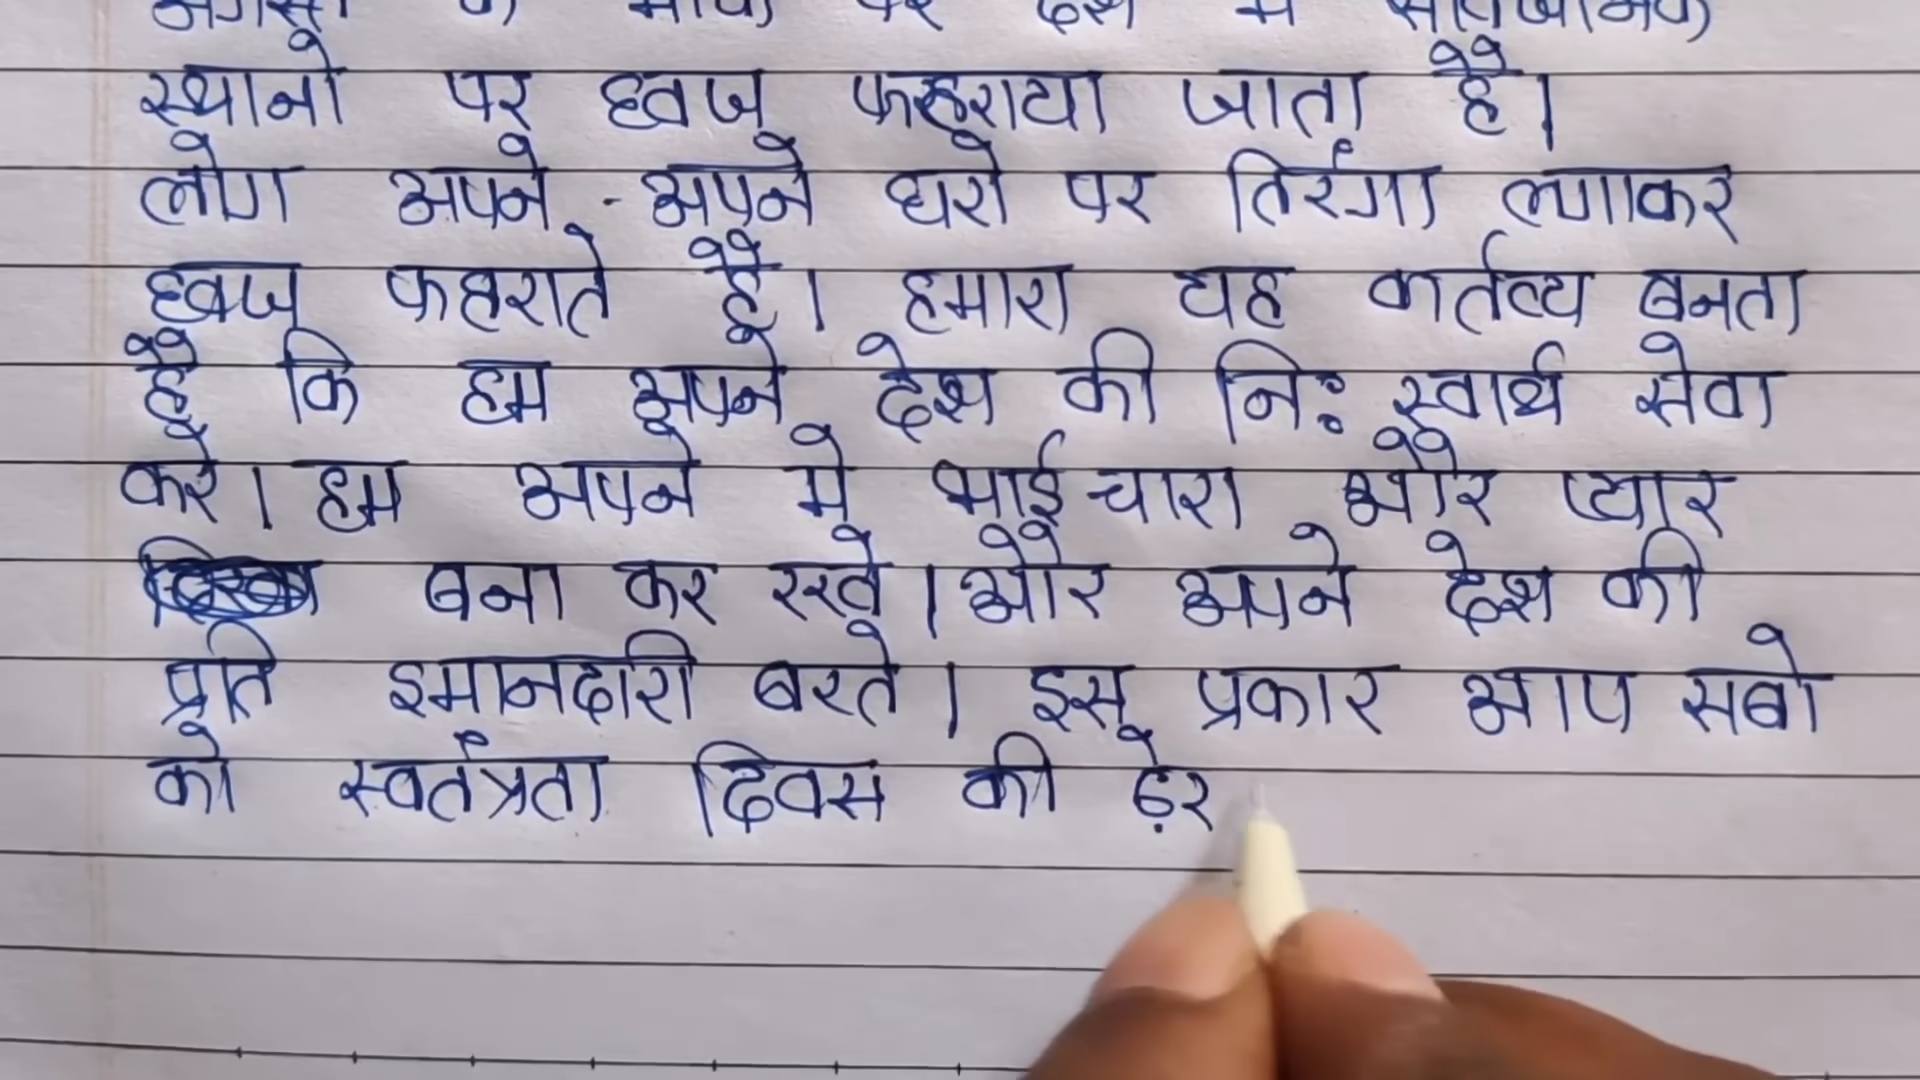 पर देश में सार्वजनिक
स्थानो पर ध्वज फहराया जाता है।
लोग अपने - अपने घरो पर तिरंगा लगाकर
ध्वज फहराते है। हमारा यह कर्तव्य बनता
है कि हम अपने देश की नि: स्वार्थ सेवा
करे। हम अपने मे भाईचारा और प्यार
बना कर रखे। और अपने देश की
प्रति इमानदारी बरते। इस प्रकार आप सबो
को स्वतंत्रता दिवस की ढ़ेर